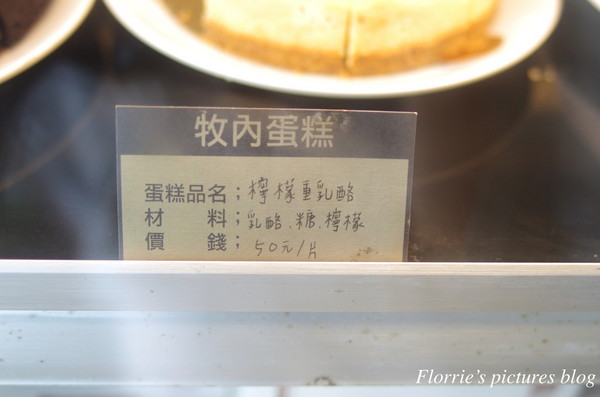 牧內蛋糕
蛋糕品名；檸檬重乳酪
材料；乳酪、糖、檸檬
價錢；50元/片
Florrie's pictures blog